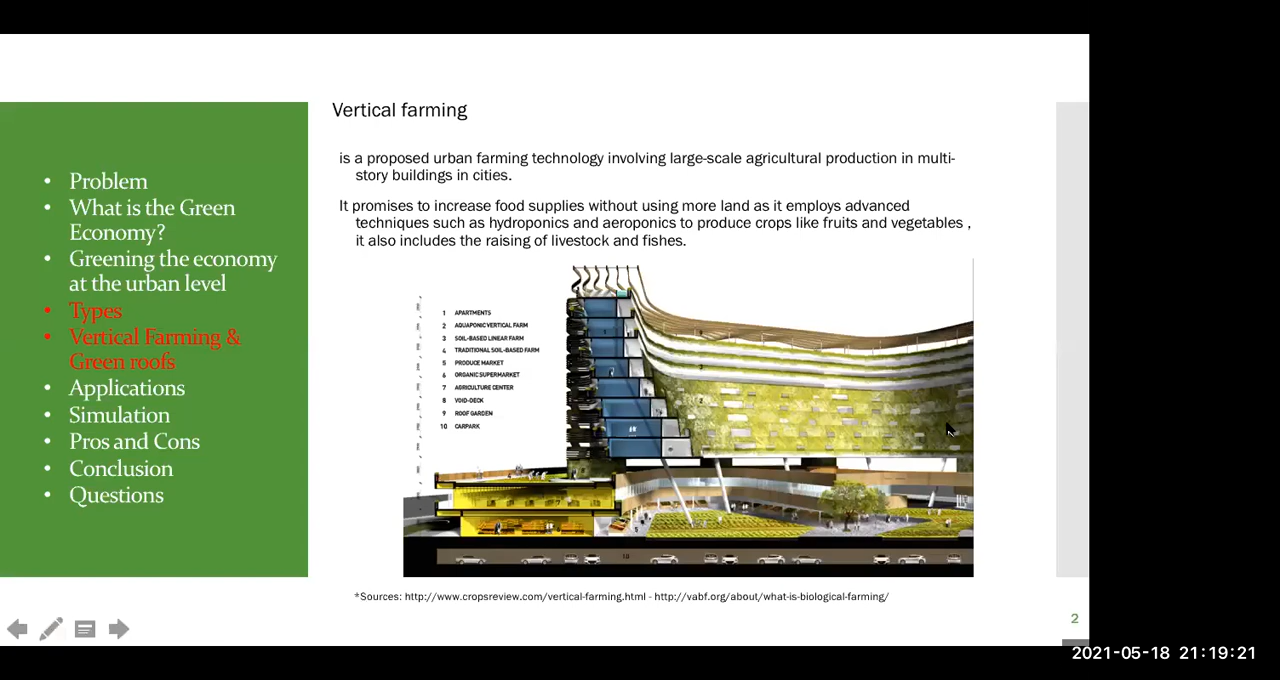 • Problem
• What is the Green
Economy?
• Greening the economy
at the urban level
• Types
• Vertical Farming &
Green roofs
• Applications
• Simulation
• Pros and Cons
• Conclusion
• Questions
Vertical farming
is a proposed urban farming technology involving large-scale agricultural production in multi-
story buildings in cities.
It promises to increase food supplies without using more land as it employs advanced
techniques such as hydroponics and aeroponics to produce crops like fruits and vegetables ,
it also includes the raising of livestock and fishes.
1 APARTMENTS
2 AQUAPONIC VERTICAL FARM
3 SOIL-BASED LINEAR FARM
4 TRADITIONAL SOIL-BASED FARM
5 PRODUCE MARKET
6 ORGANIC SUPERMARKET
7 AGRICULTURE CENTER
8 VOID-DECK
9 ROOF GARDEN
10 CARPARK
10
*Sources: http://www.cropsreview.com/vertical-farming.html - http://vabf.org/about/what-is-biological-farming/
2
2021-05-18 21:19:21